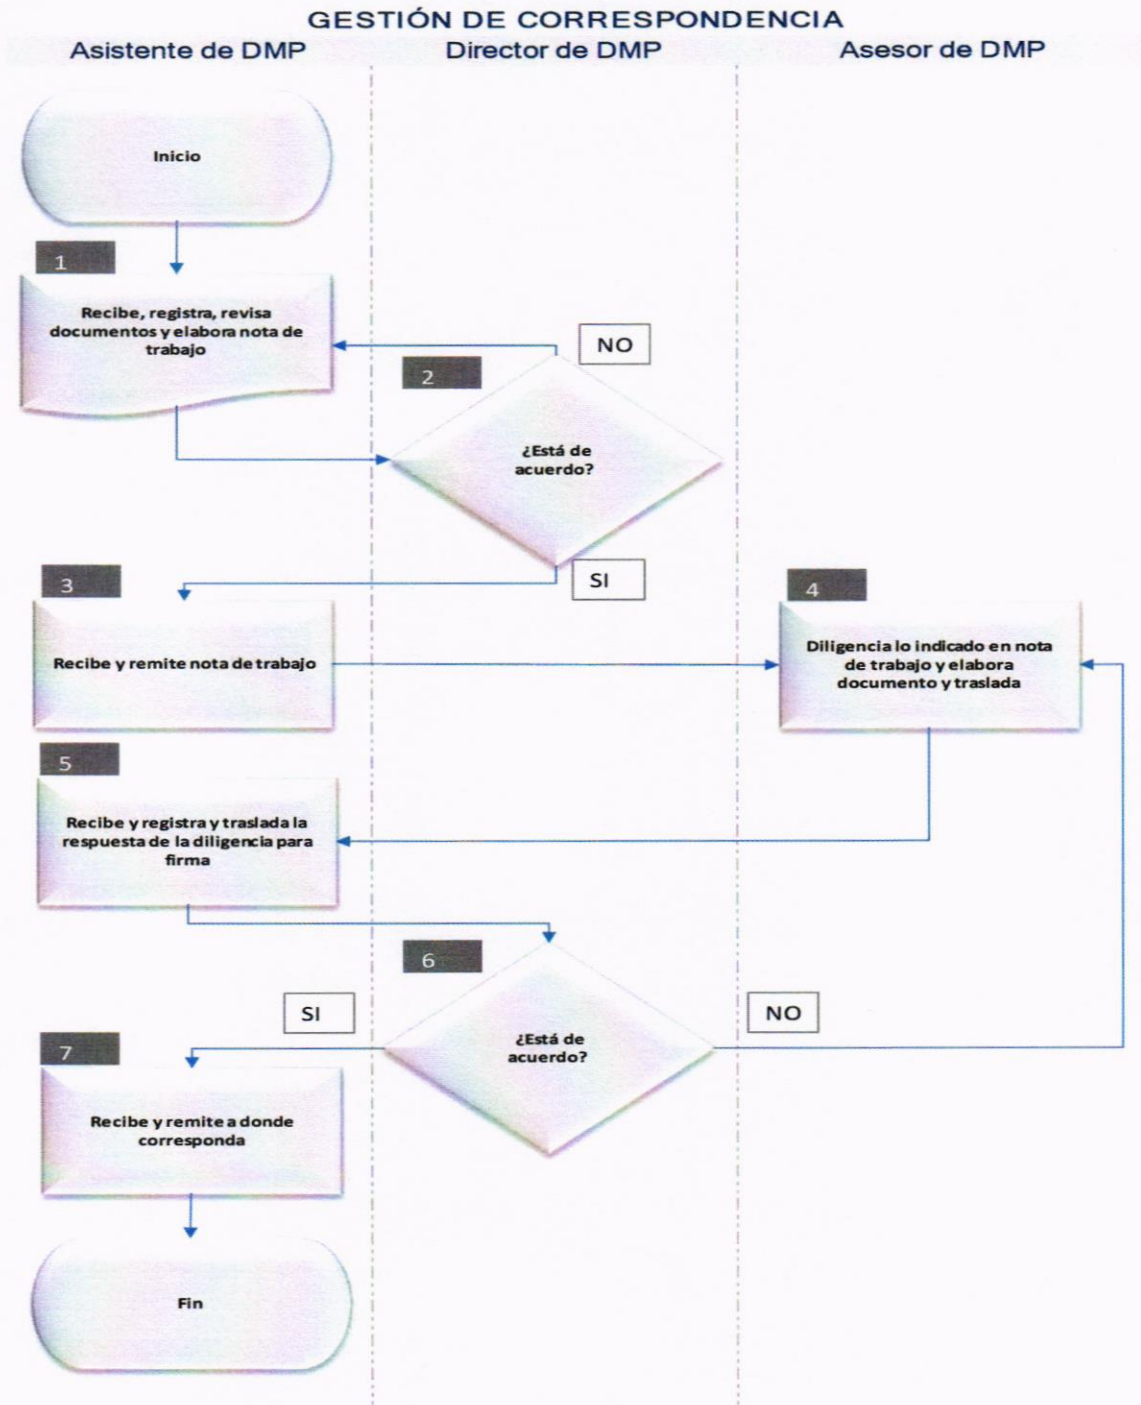 GESTIÓN DE CORRESPONDENCIA
Asistente de DMP
Director de DMP
Asesor de DMP
Inicio
1
Recibe, registra, revisa
documentos y elabora nota de
trabajo
NO
2
¿Está de
acuerdo?
SI
3
Recibe y remite nota de trabajo
4
Diligencia lo indicado en nota
de trabajo y elabora
documento y traslada
5
Recibe y registra y traslada la
respuesta de la diligencia para
firma
6
¿Está de
acuerdo?
SI
NO
7
Recibe y remite a donde
corresponda
Fin